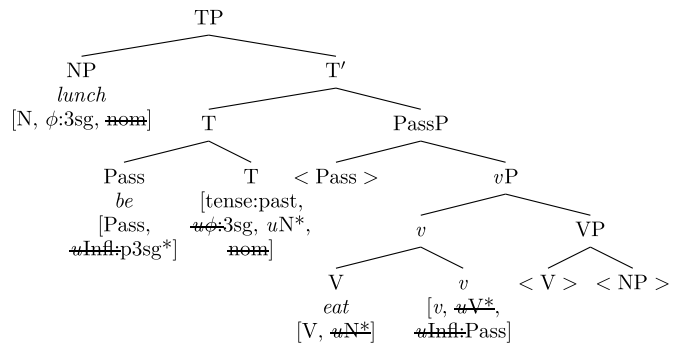 TP
NP T′
lunch
[N, ϕ:3sg, nom]
T PassP
Pass T < Pass > vP
be [tense:past,
[Pass, uϕ:3sg, uN*,
uInfl:p3sg*] nom]
v VP
V v < V > < NP >
eat [v, uV*,
[V, uN*] uInfl:Pass]